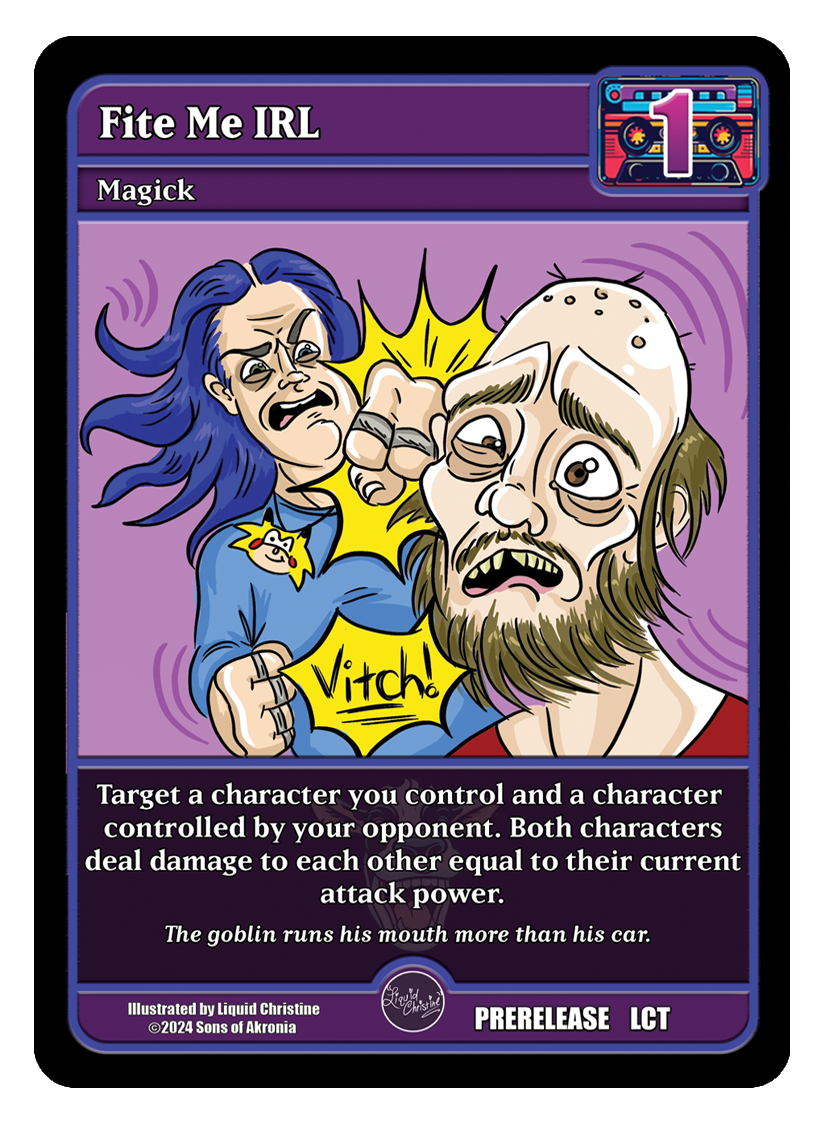 Fite Me IRL
1
Magick
Vitch!
Target a character you control and a character
controlled by your opponent. Both characters
deal damage to each other equal to their current
attack power.
The goblin runs his mouth more than his car.
Illustrated by Liquid Christine
©2024 Sons of Akronia
Liquid
Christine
PRERELEASE LCT